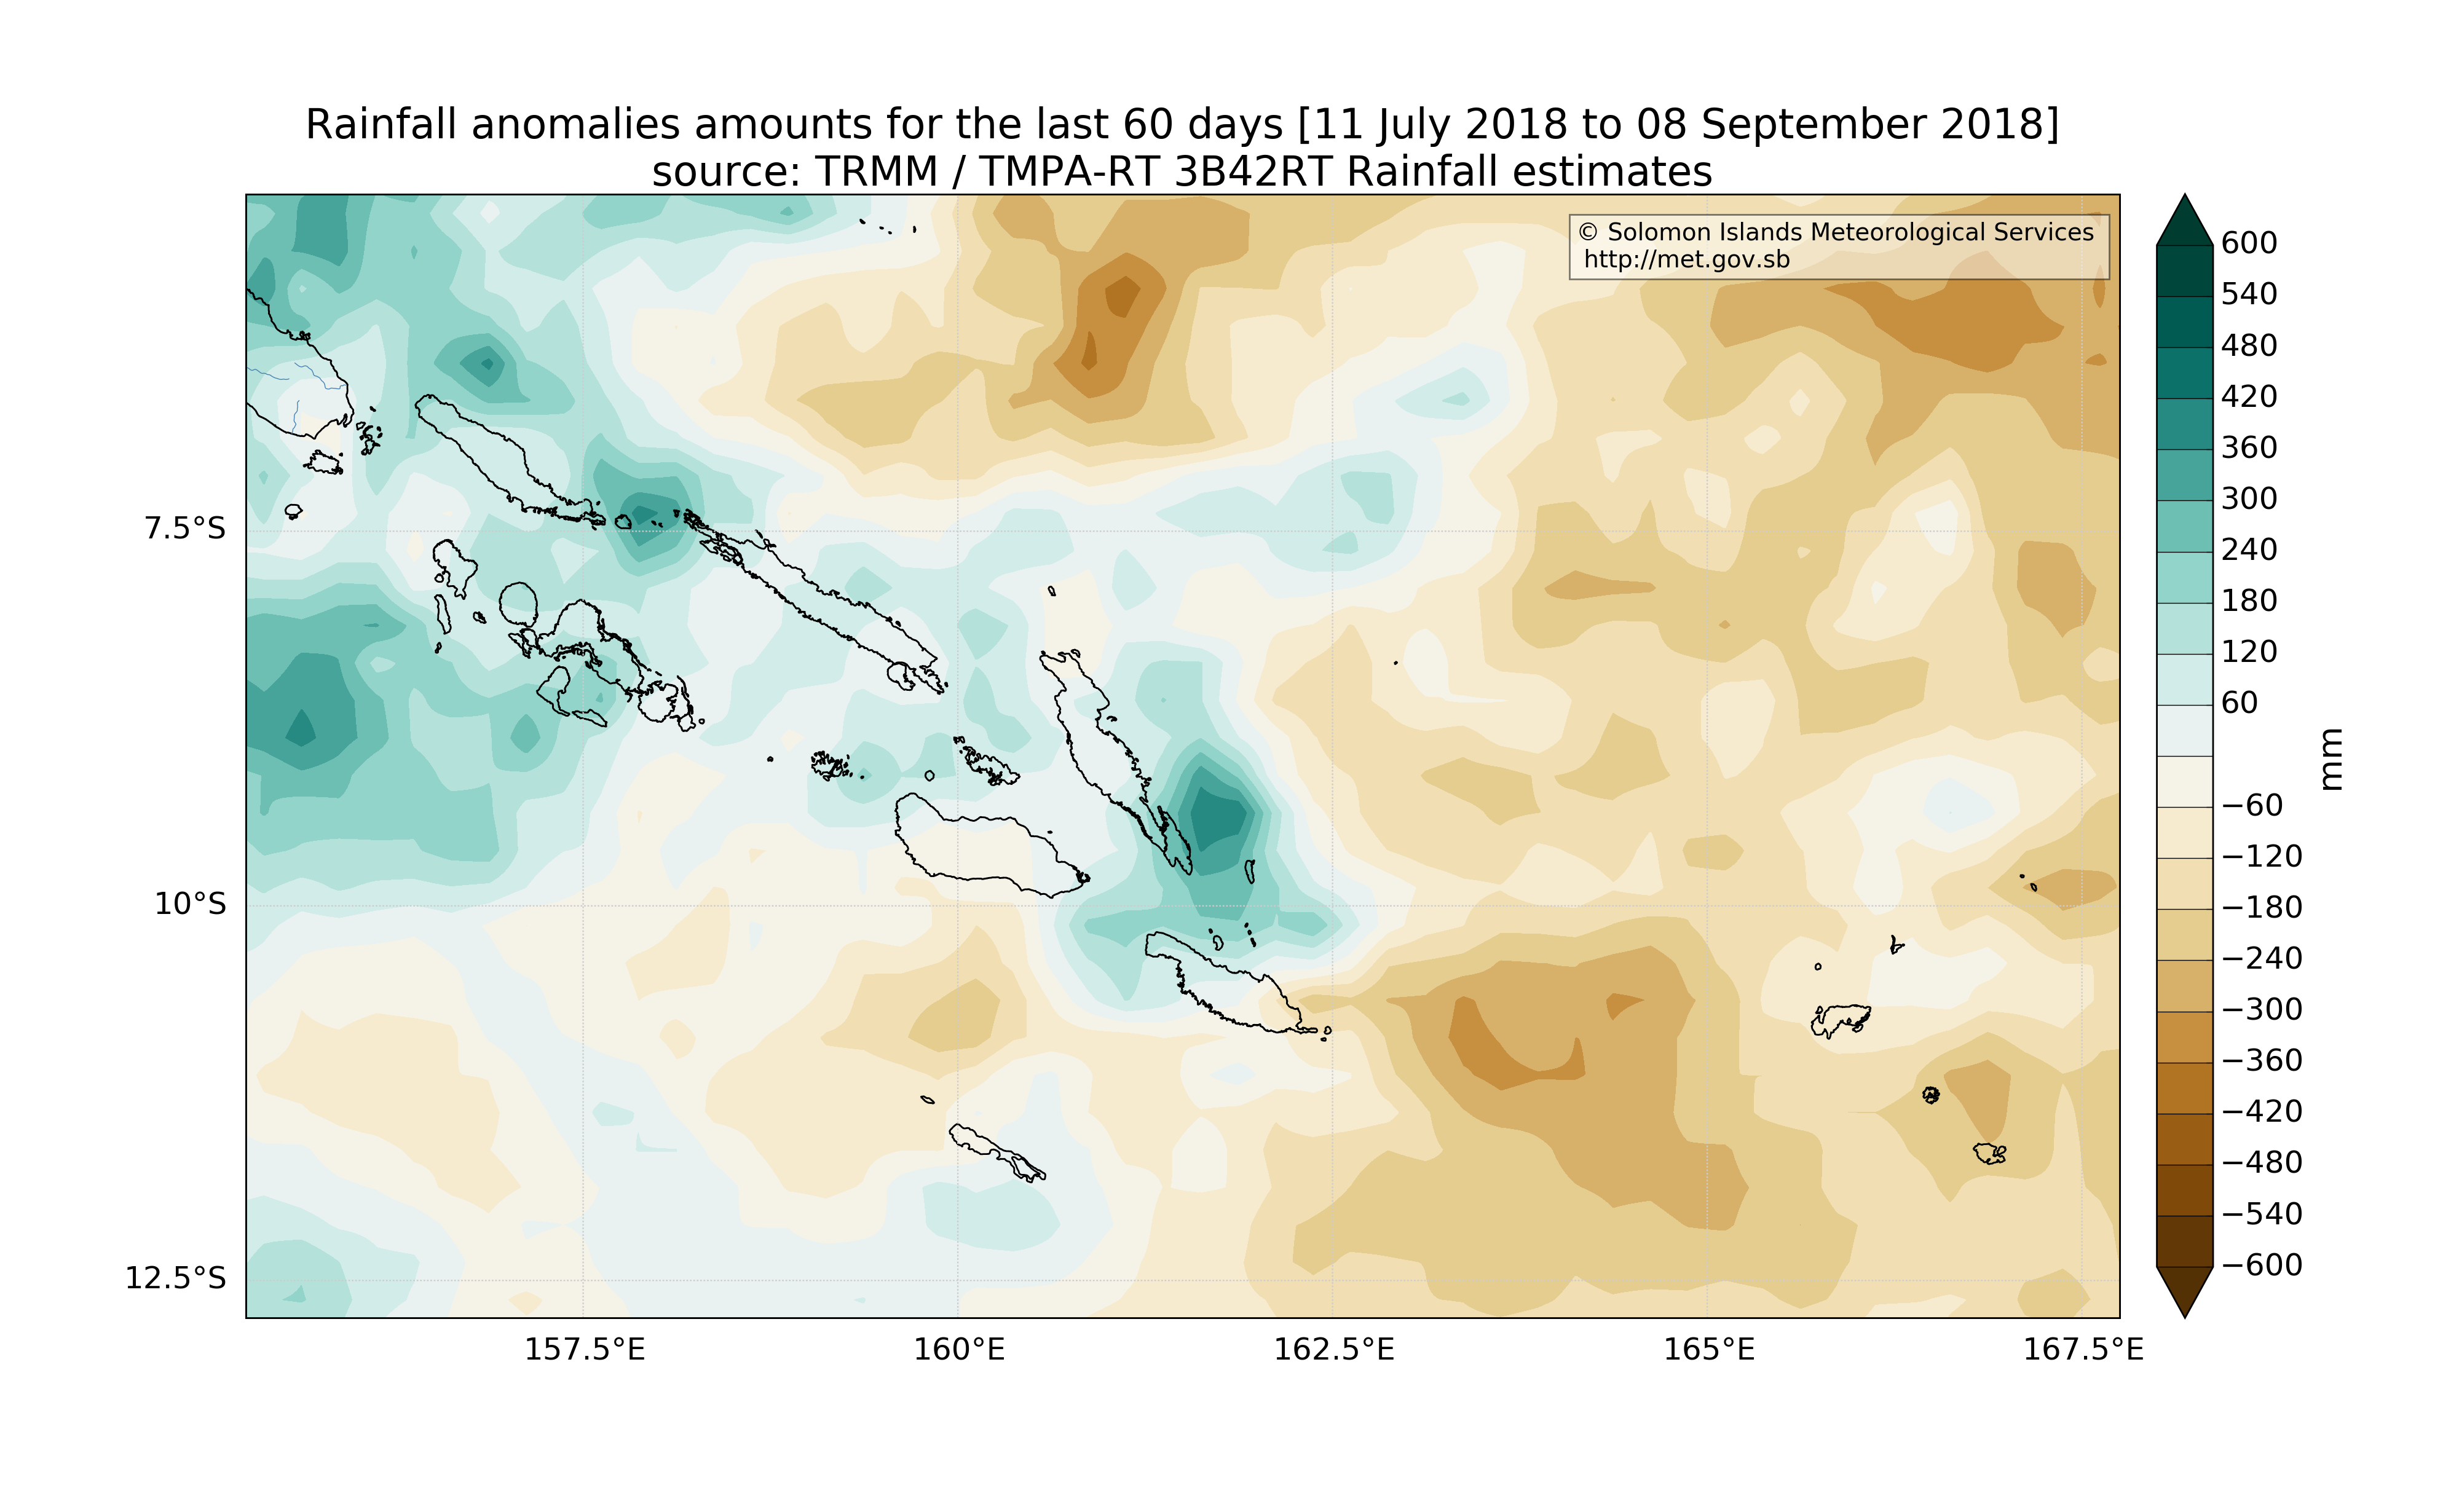 Rainfall anomalies amounts for the last 60 days [11 July 2018 to 08 September 2018]
source: TRMM / TMPA-RT 3B42RT Rainfall estimates
© Solomon Islands Meteorological Services
http://met.gov.sb
7.5°S
10°S
12.5°S
157.5°E
160°E
162.5°E
165°E
167.5°E
600
540
480
420
360
300
240
180
120
60
−60
−120
−180
−240
−300
−360
−420
−480
−540
−600
mm